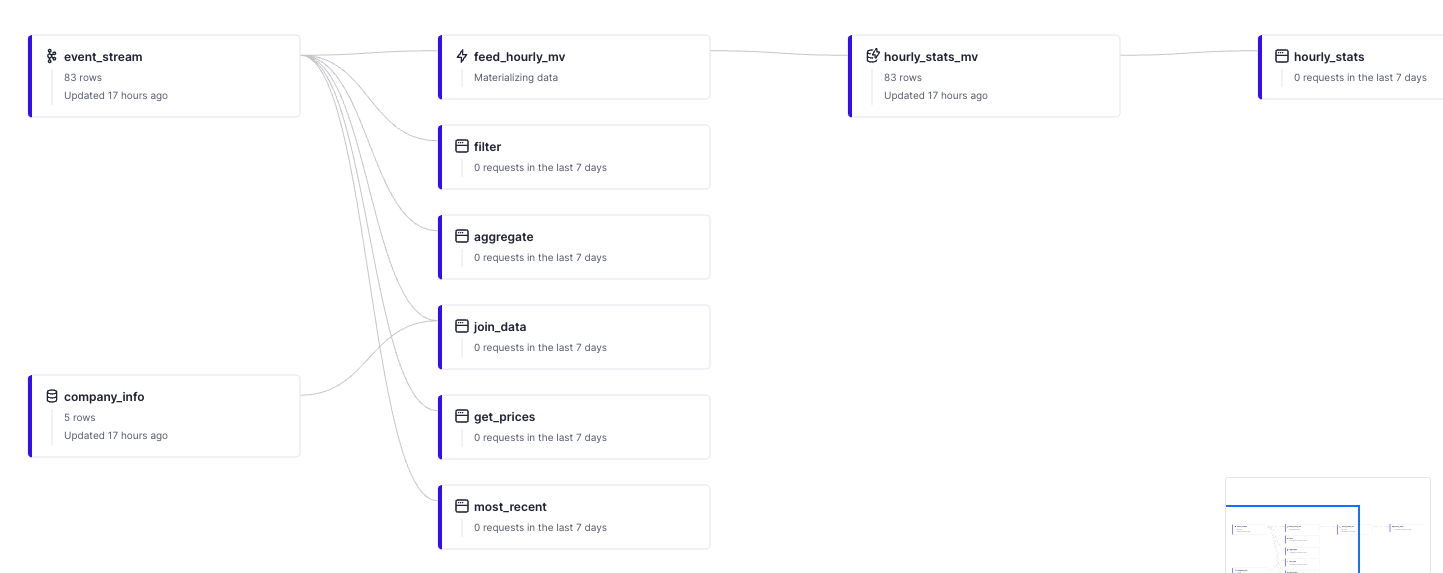 event_stream
83 rows
Updated 17 hours ago
feed_hourly_mv
Materializing data
hourly_stats_mv
83 rows
Updated 17 hours ago
hourly_stats
0 requests in the last 7 days
filter
0 requests in the last 7 days
aggregate
0 requests in the last 7 days
join_data
0 requests in the last 7 days
company_info
5 rows
Updated 17 hours ago
get_prices
0 requests in the last 7 days
most_recent
0 requests in the last 7 days